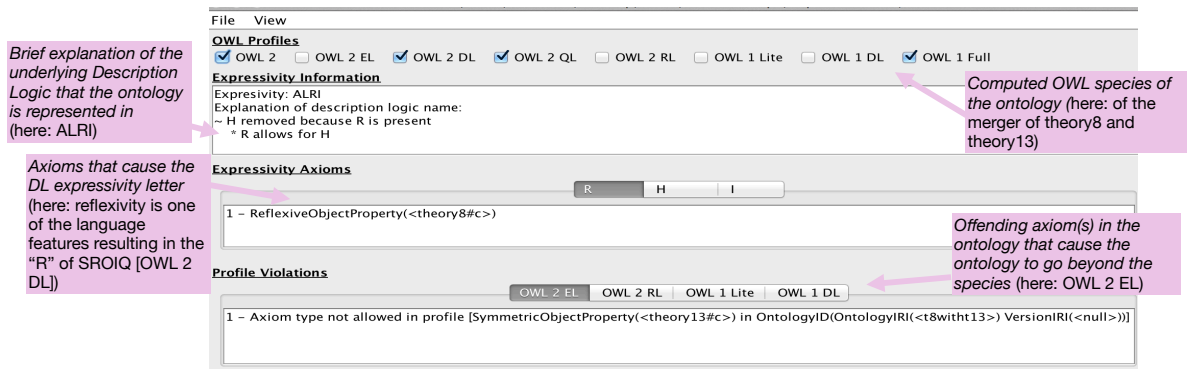 File View
OWL Profiles
OWL 2 OWL 2 EL OWL 2 DL OWL 2 QL OWL 2 RL OWL 1 Lite OWL 1 DL OWL 1 Full
Expressivity Information
Expresivity: ALRI
Explanation of description logic name:
~ H removed because R is present
* R allows for H
Expressivity Axioms
R H I
1 – ReflexiveObjectProperty(<theory8#c>)
Profile Violations
OWL 2 EL OWL 2 RL OWL 1 Lite OWL 1 DL
1 – Axiom type not allowed in profile [SymmetricObjectProperty(<theory13#c) in OntologyID(OntologyIRI(<t8witht13>) VersionIRI(<null>))]
Brief explanation of the
underlying Description
Logic that the ontology
is represented in
(here: ALRI)
Axioms that cause the
DL expressivity letter
(here: reflexivity is one
of the language
features resulting in the
“R” of SROIQ [OWL 2
DL])
Computed OWL species of
the ontology (here: of the
merger of theory8 and
theory13)
Offending axiom(s) in the
ontology that cause the
ontology to go beyond the
species (here: OWL 2 EL)